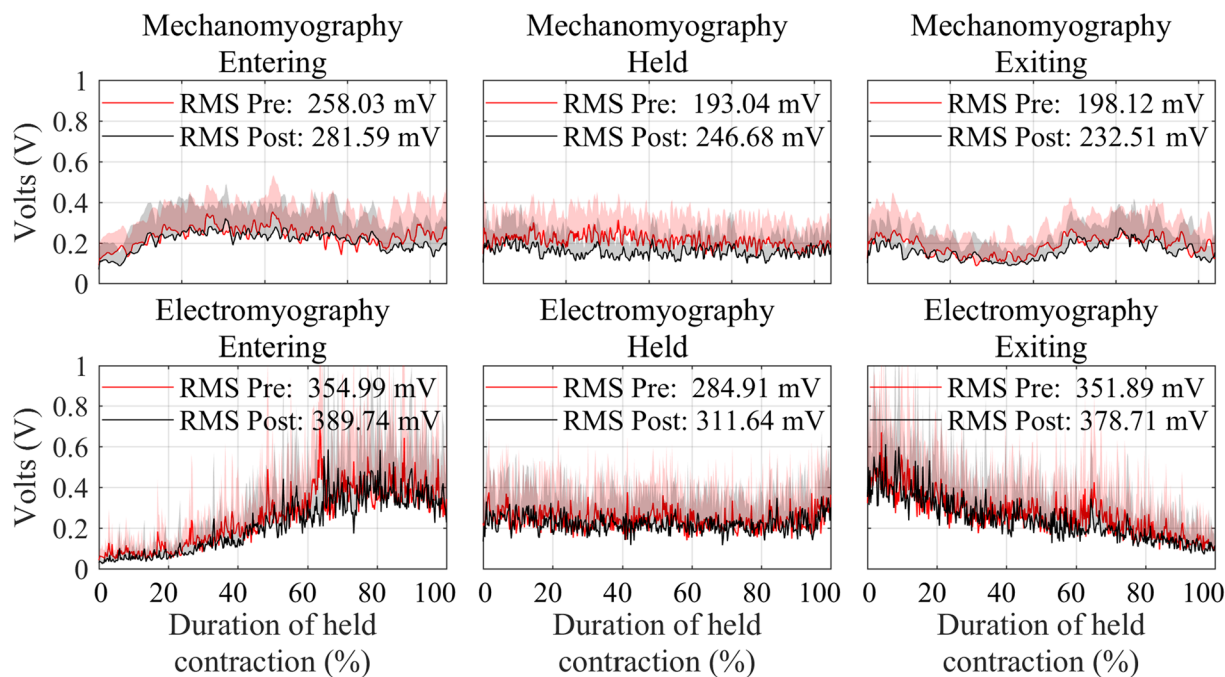 Mechanomyography
Entering
Mechanomyography
Held
Mechanomyography
Exiting
Volts (V)
1
0.8
0.6
0.4
0.2
0
RMS Pre: 258.03 mV
RMS Post: 281.59 mV
RMS Pre: 193.04 mV
RMS Post: 246.68 mV
RMS Pre: 198.12 mV
RMS Post: 232.51 mV
Electromyography
Entering
Electromyography
Held
Electromyography
Exiting
Volts (V)
1
0.8
0.6
0.4
0.2
0
RMS Pre: 354.99 mV
RMS Post: 389.74 mV
RMS Pre: 284.91 mV
RMS Post: 311.64 mV
RMS Pre: 351.89 mV
RMS Post: 378.71 mV
0 20 40 60 80 100
0 20 40 60 80 100
0 20 40 60 80 100
Duration of held
contraction (%)
Duration of held
contraction (%)
Duration of held
contraction (%)